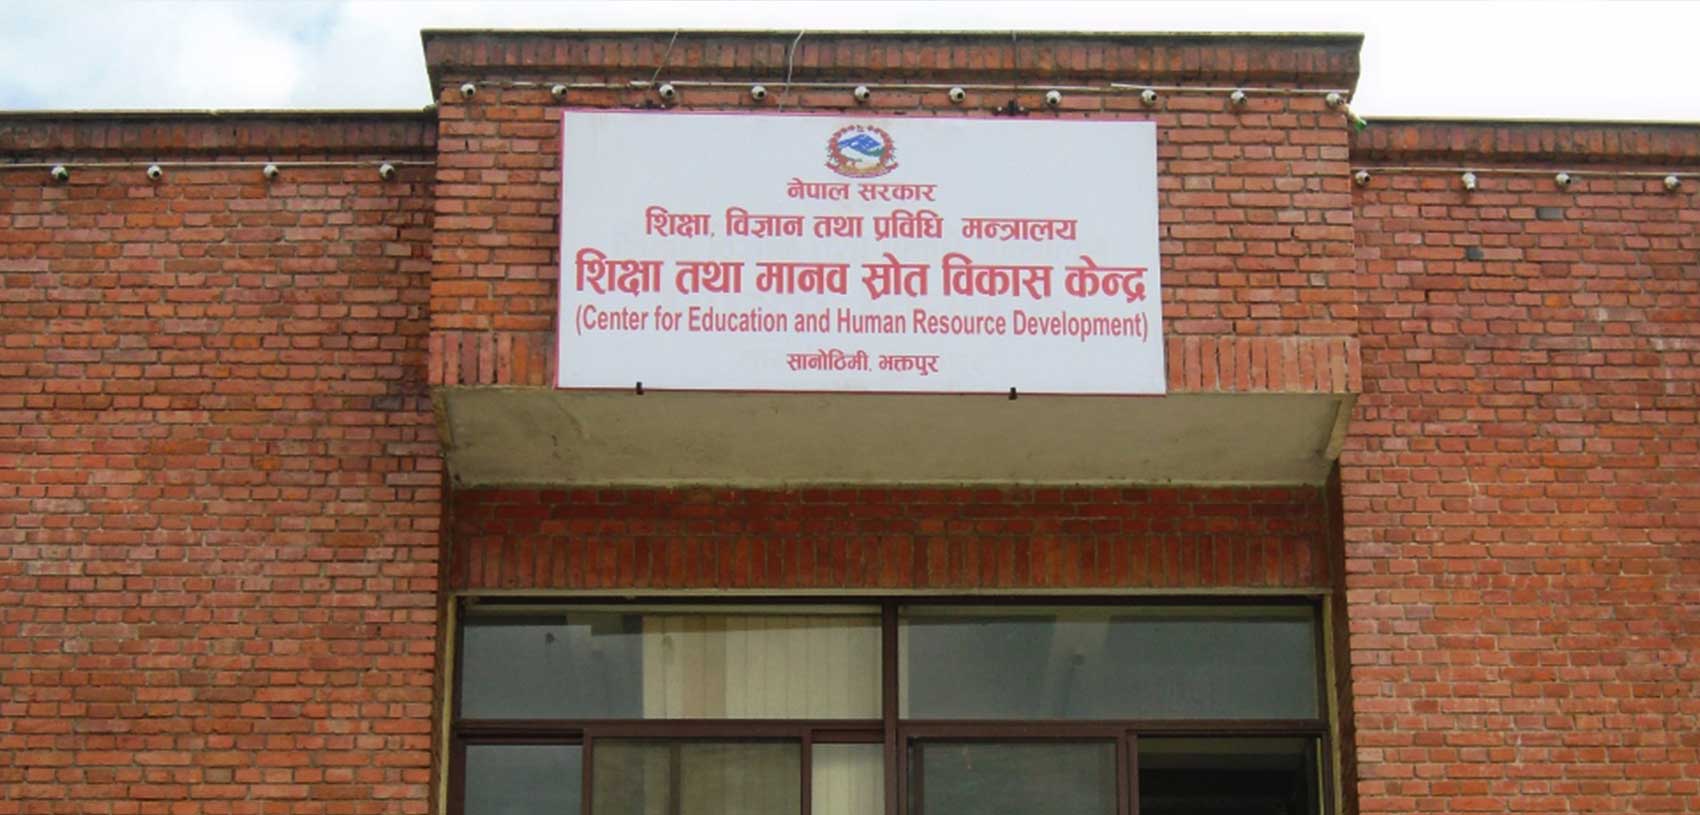 नेपाल सरकार
शिक्षा, विज्ञान तथा प्रविधि मन्त्रालय
शिक्षा तथा मानव स्रोत विकास केन्द्र
(Center for Education and Human Resource Development)
सानोठिमी, भक्तपुर